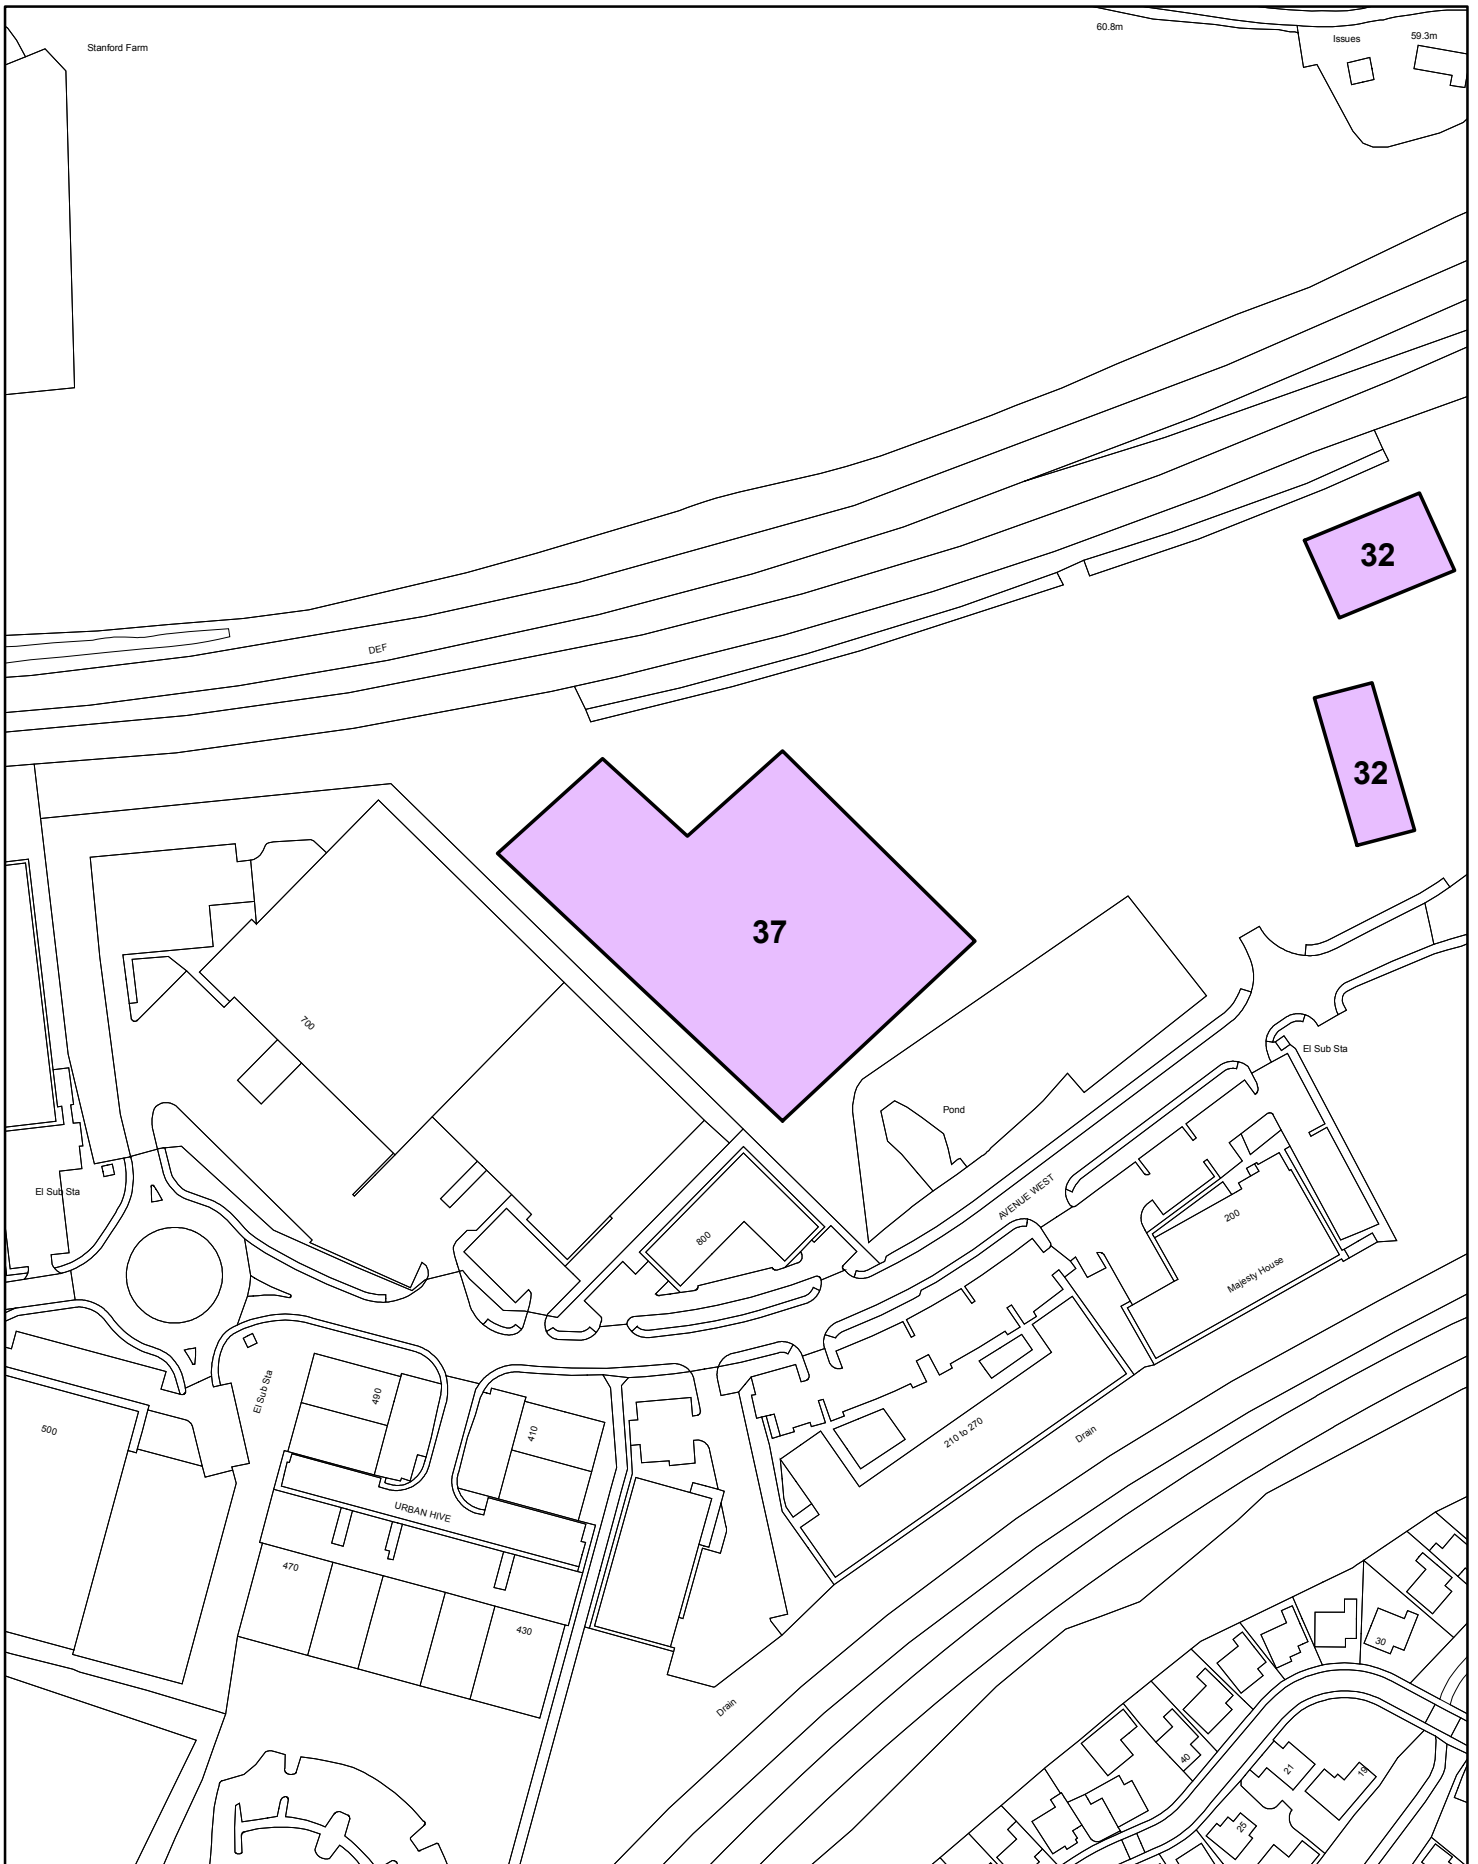 60.8m
Issues
59.3m
Stanford Farm
32
DEF
32
37
700
El Sub Sta
Pond
El Sub Sta
AVENUE WEST
200
800
Majesty House
El Sub Sta
490
410
500
210 to 270
Drain
URBAN HIVE
470
430
30
Drain
40
21
19
25